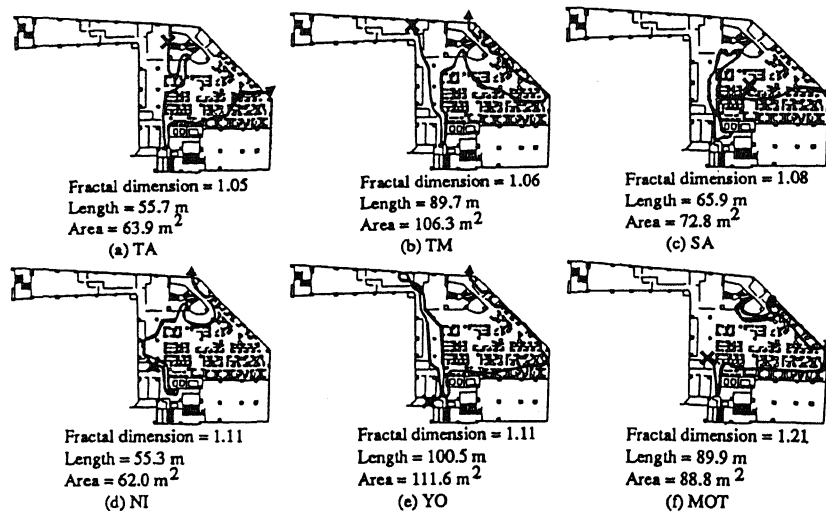 Fractal dimension = 1.05
Length = 55.7 m
Area = 63.9 m²
(a) TA
Fractal dimension = 1.06
Length = 89.7 m
Area = 106.3 m²
(b) TM
Fractal dimension = 1.08
Length = 65.9 m
Area = 72.8 m²
(c) SA
Fractal dimension = 1.11
Length = 55.3 m
Area = 62.0 m²
(d) NI
Fractal dimension = 1.11
Length = 100.5 m
Area = 111.6 m²
(e) YO
Fractal dimension = 1.21
Length = 89.9 m
Area = 88.8 m²
(f) MOT